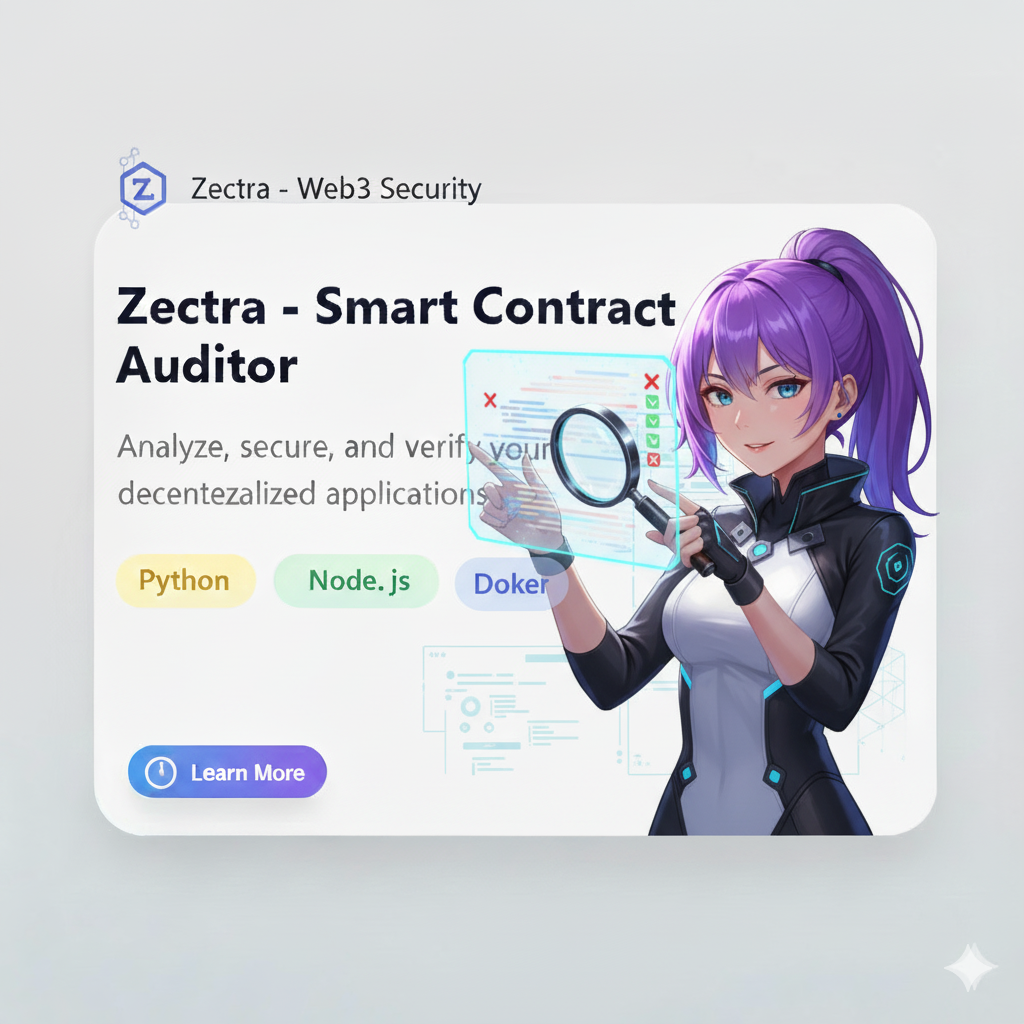 Z
Zectra - Web3 Security
Zectra - Smart Contract
Auditor
Analyze, secure, and verify your
decentezalized applications
Python
Node.js
Doker
Learn More